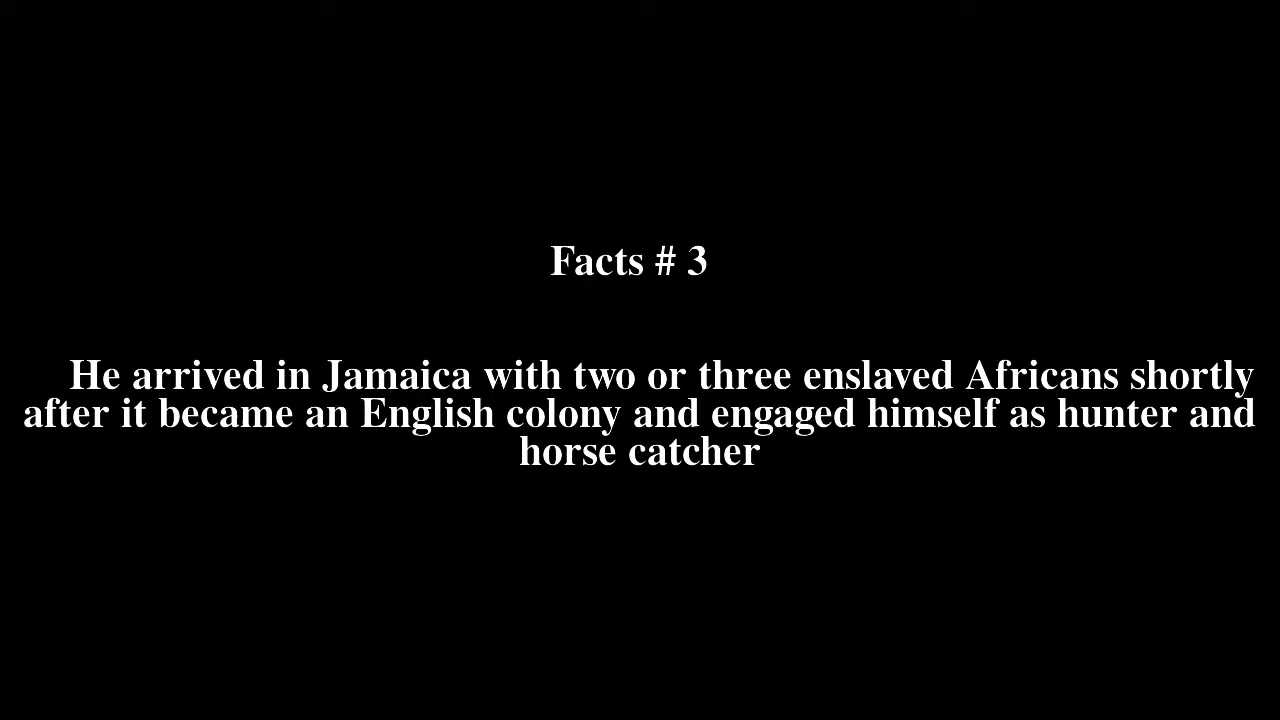 Facts # 3
He arrived in Jamaica with two or three enslaved Africans shortly
after it became an English colony and engaged himself as hunter and
horse catcher